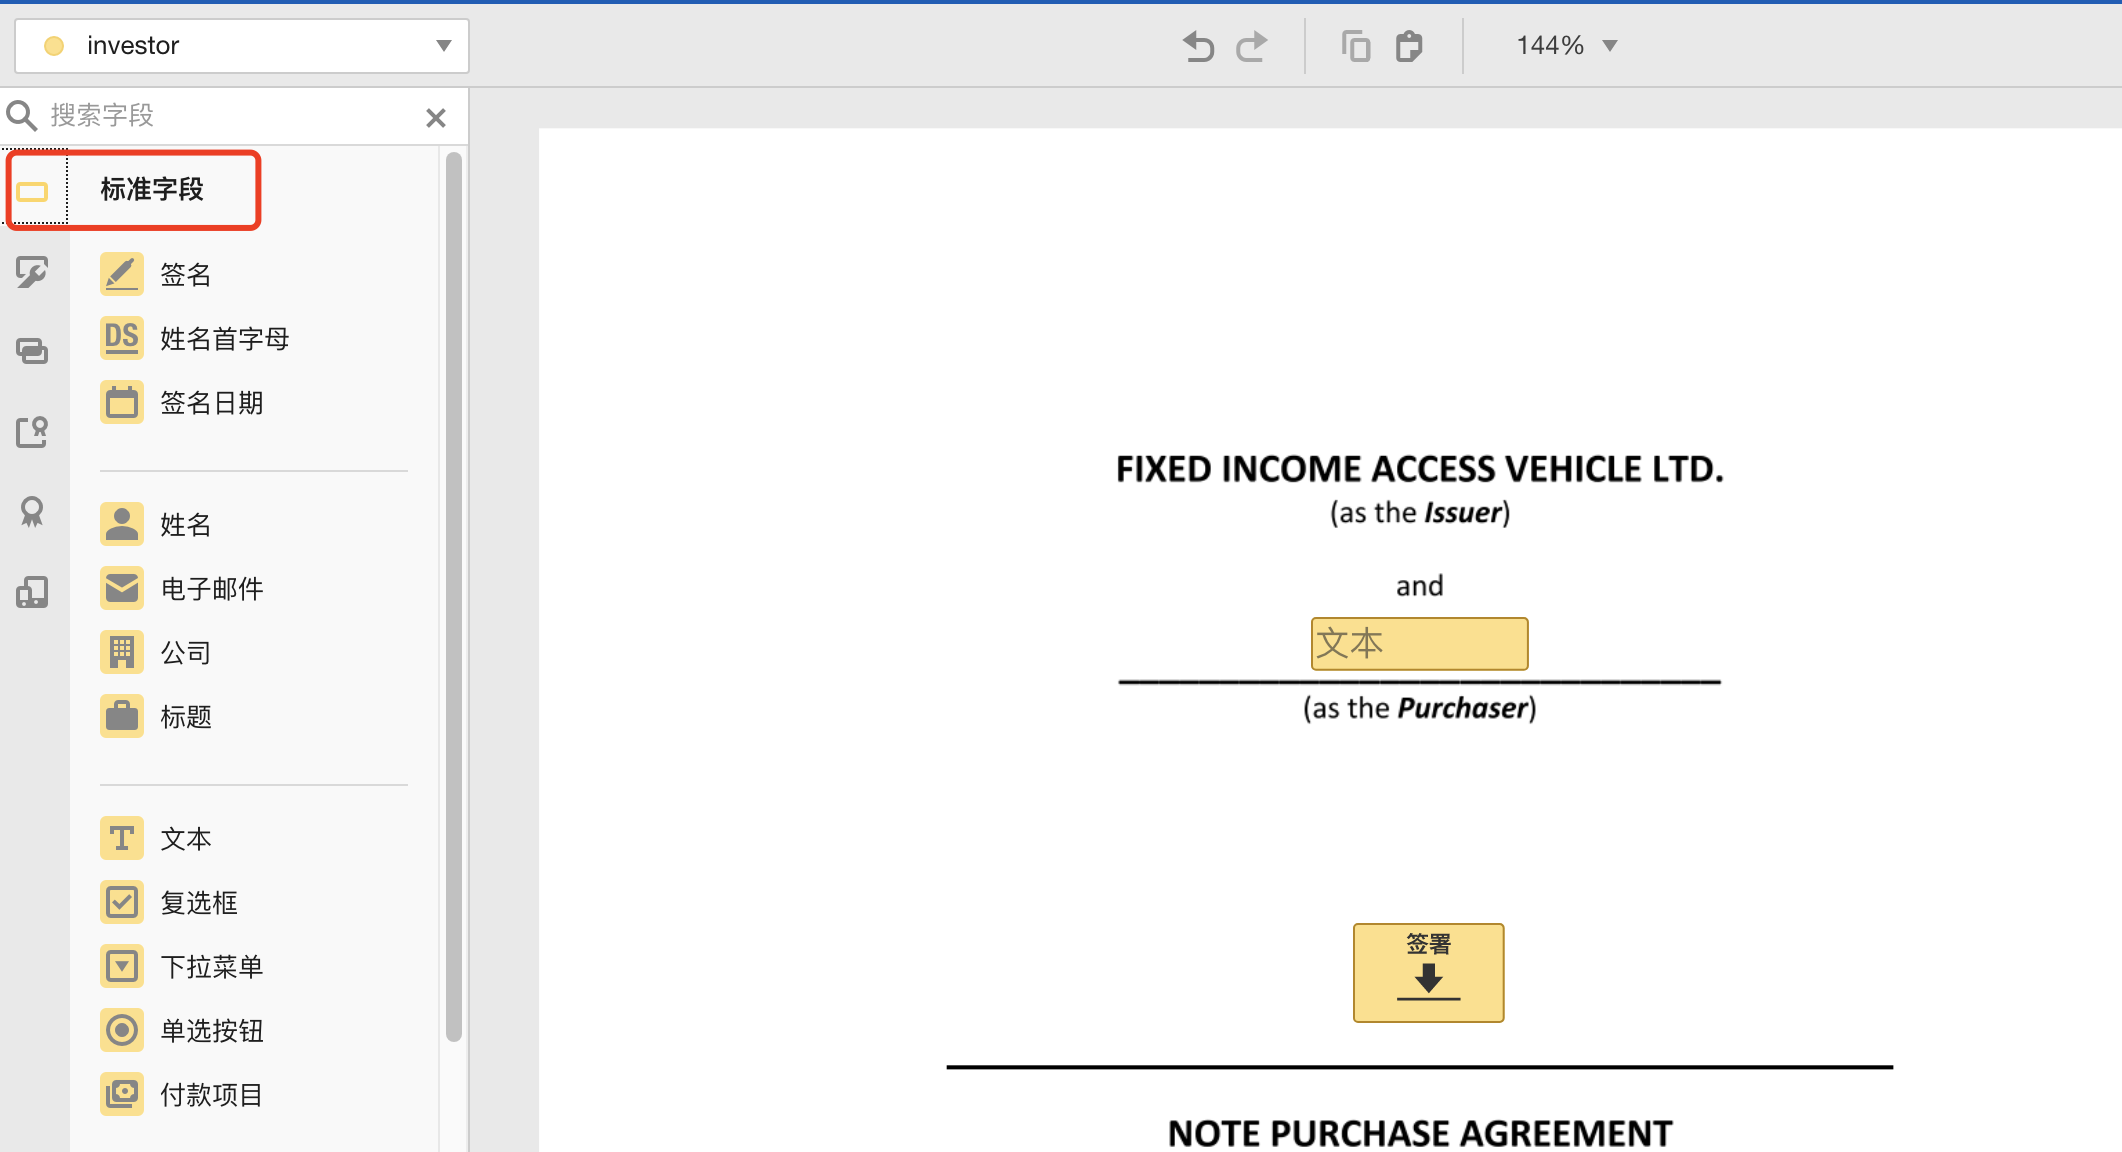 investor
144%
搜索字段
标准字段
签名
DS 姓名首字母
签名日期
姓名
电子邮件
公司
标题
T 文本
复选框
下拉菜单
单选按钮
付款项目
FIXED INCOME ACCESS VEHICLE LTD.
(as the Issuer)
and
文本
(as the Purchaser)
签署
NOTE PURCHASE AGREEMENT